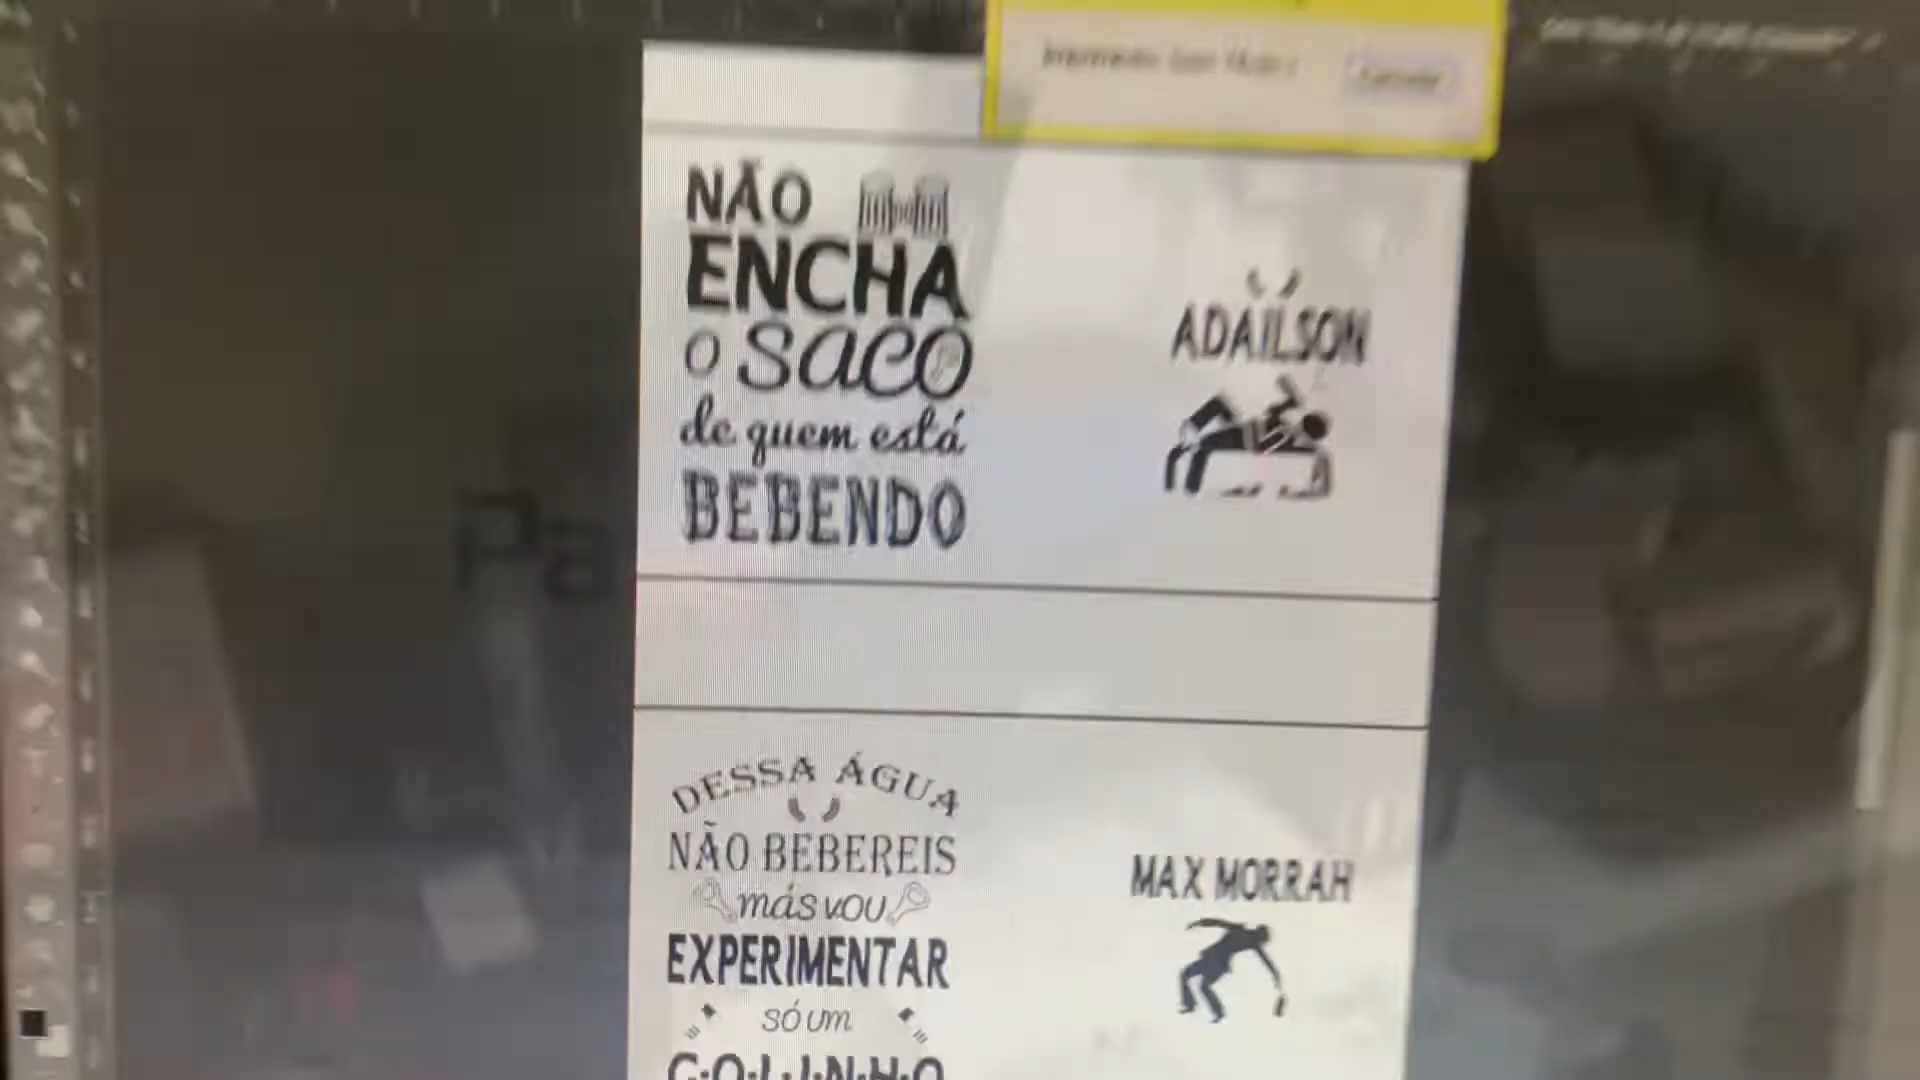 NÃO
ENCHA
O SACO
de quem está
BEBENDO
ADAILSON
DESSA ÁGUA
NÃO BEBEREIS
más vou
EXPERIMENTAR
só um
G·O·L·I·N·H·O
MAX MORRAH
Pa